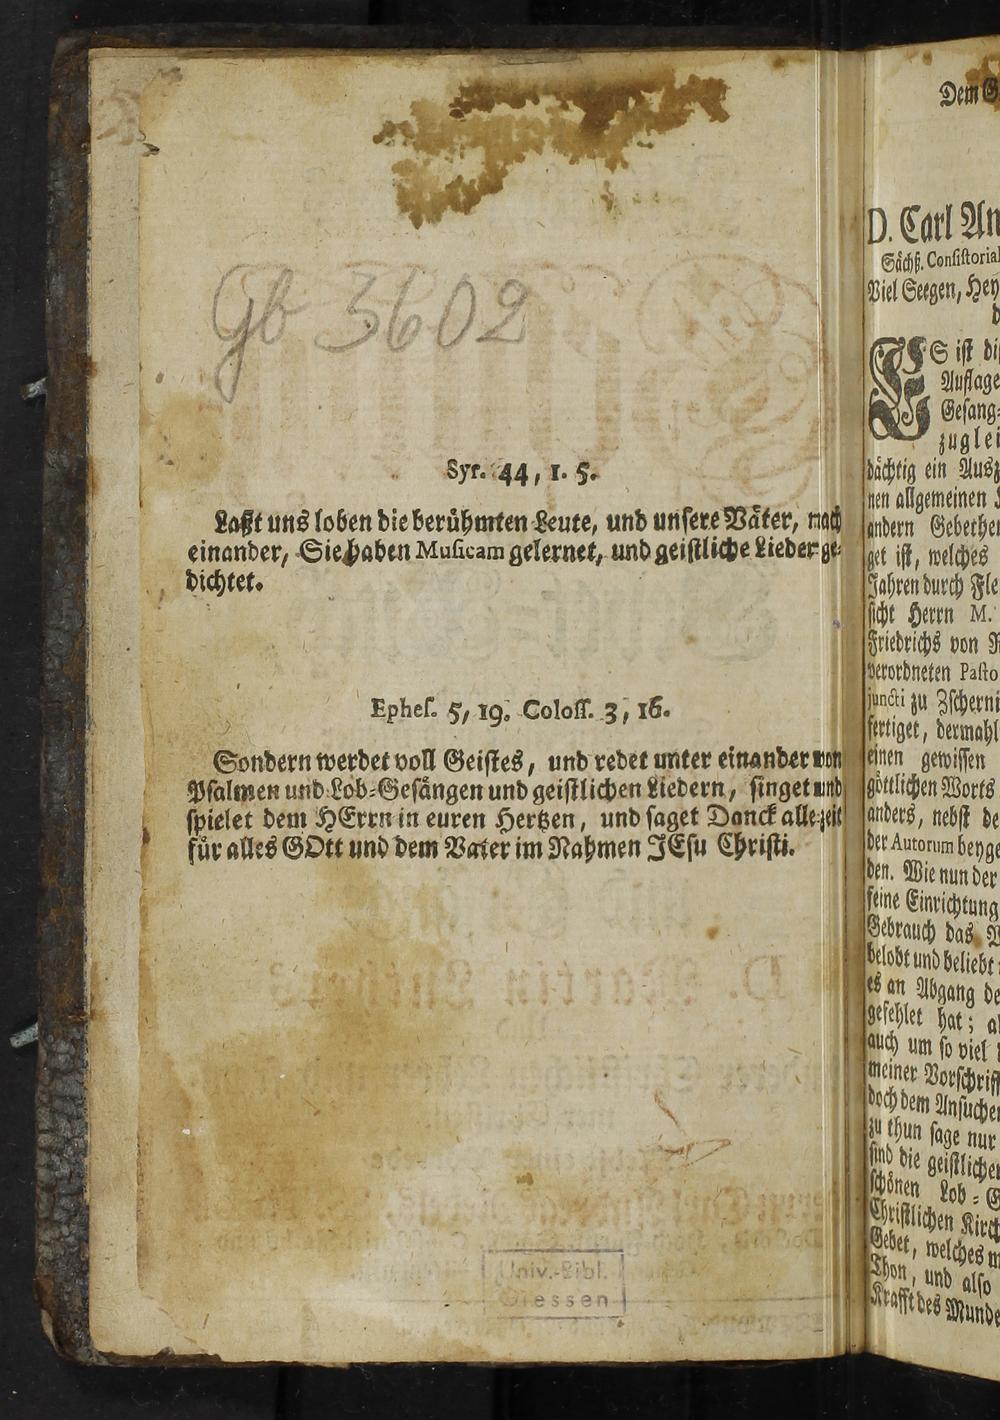 Gb 3602
Syr. 44, 1. 5.
Laßt uns loben die berühmten Leute, und unsere Väter, nach
einander, Sie haben Musicam gelernet, und geistliche Lieder ge-
dichtet.
Ephes. 5, 19. Coloss. 3, 16.
Sondern werdet voll Geistes, und redet unter einander von
Psalmen und Lob-Gesängen und geistlichen Liedern, singet und
spielet dem HErrn in euren Hertzen, und saget Danck allezeit
für alles GOtt und dem Vater im Nahmen JEsu Christi.
Univ.-Bibl.
Giessen
Dem
D. Carl An
Sächß. Consistorial
Viel Seegen, Hey
ES ist di
Auflage
Gesang-
zuglei
dächtig ein Ausz
nen allgemeinen
andern Gebether
get ist, welches
Jahren durch Fle
sicht Herrn M.
Friedrichs von R
verordneten Pasto
juncti zu Zscherni
fertiget, dermahl
einen gewissen
göttlichen Worts
anders, nebst de
der Autorum beyge
den. Wie nun der
seine Einrichtung
Gebrauch das
belobt und beliebt
es an Abgang de
gefehlet hat; al
auch um so viel
meiner Vorschrift
doch dem Ansuchen
zu thun sage nur
sind die geistlichen
schönen Lob-G
Christlichen Kirch
Gebet, welches m
Thon, und also
Krafft des Munde